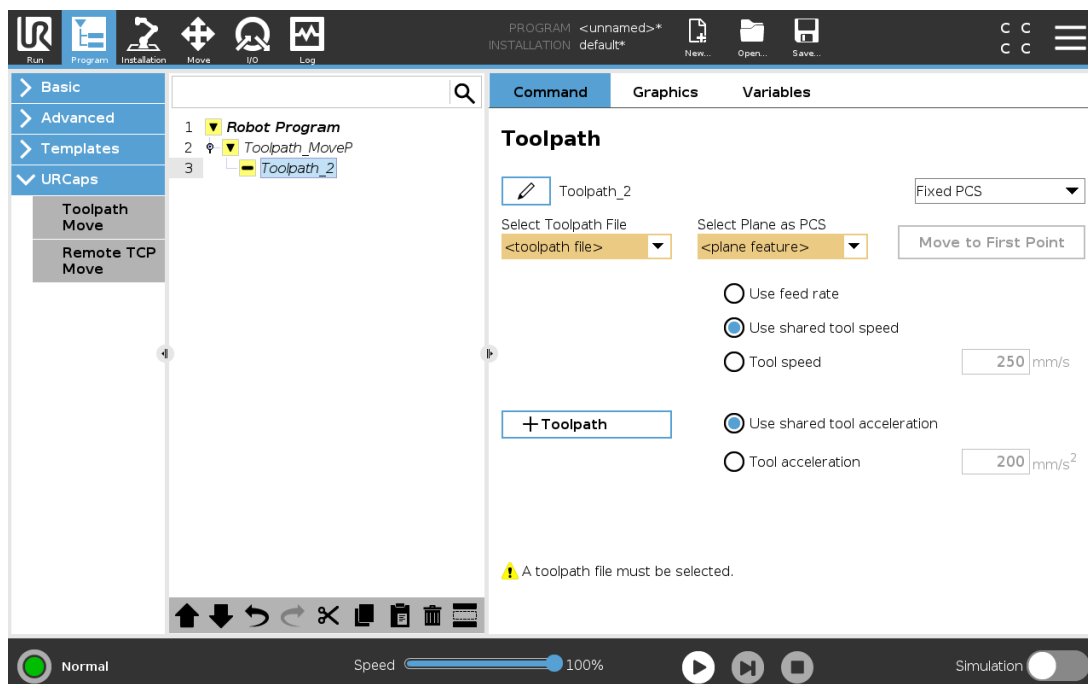 PROGRAM <unnamed>*
INSTALLATION default*
UR
Run
Program
Installation
Move
I/O
Log
New...
Open...
Save...
C C
C C
Basic
Advanced
Templates
URCaps
Toolpath
Move
Remote TCP
Move
1 Robot Program
2 Toolpath_MoveP
3 Toolpath_2
Command Graphics Variables
Toolpath
Toolpath_2
Fixed PCS
Select Toolpath File
<toolpath file>
Select Plane as PCS
<plane feature>
Move to First Point
Use feed rate
Use shared tool speed
Tool speed 250 mm/s
+Toolpath
Use shared tool acceleration
Tool acceleration 200 mm/s²
A toolpath file must be selected.
Normal
Speed 100%
Simulation